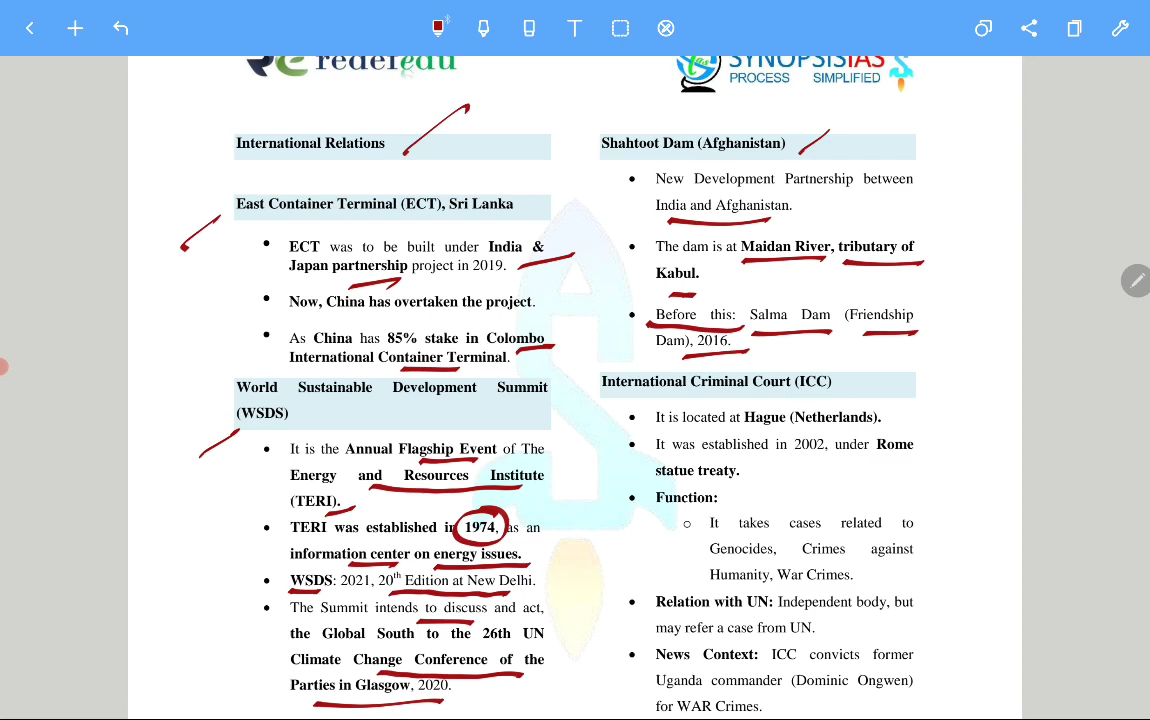 redefedu
SYNOPSISIAS
PROCESS SIMPLIFIED
International Relations
East Container Terminal (ECT), Sri Lanka
• ECT was to be built under India &
Japan partnership project in 2019.
• Now, China has overtaken the project.
• As China has 85% stake in Colombo
International Container Terminal.
World Sustainable Development Summit
(WSDS)
• It is the Annual Flagship Event of The
Energy and Resources Institute
(TERI).
• TERI was established in 1974, as an
information center on energy issues.
• WSDS: 2021, 20th Edition at New Delhi.
• The Summit intends to discuss and act,
the Global South to the 26th UN
Climate Change Conference of the
Parties in Glasgow, 2020.
Shahtoot Dam (Afghanistan)
• New Development Partnership between
India and Afghanistan.
• The dam is at Maidan River, tributary of
Kabul.
• Before this: Salma Dam (Friendship
Dam), 2016.
International Criminal Court (ICC)
• It is located at Hague (Netherlands).
• It was established in 2002, under Rome
statue treaty.
• Function:
o It takes cases related to
Genocides, Crimes against
Humanity, War Crimes.
• Relation with UN: Independent body, but
may refer a case from UN.
• News Context: ICC convicts former
Uganda commander (Dominic Ongwen)
for WAR Crimes.